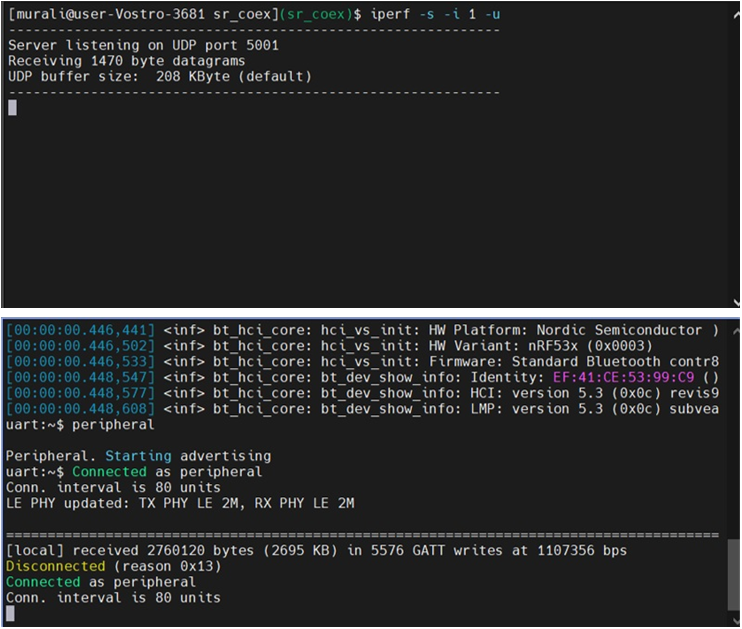 [murali@user-Vostro-3681 sr_coex](sr_coex)$ iperf -s -i 1 -u
------------------------------------------------------------
Server listening on UDP port 5001
Receiving 1470 byte datagrams
UDP buffer size:  208 KByte (default)
------------------------------------------------------------
[00:00:00.446,441] <inf> bt_hci_core: hci_vs_init: HW Platform: Nordic Semiconductor )
[00:00:00.446,502] <inf> bt_hci_core: hci_vs_init: HW Variant: nRF53x (0x0003)
[00:00:00.446,533] <inf> bt_hci_core: hci_vs_init: Firmware: Standard Bluetooth contr8
[00:00:00.448,547] <inf> bt_hci_core: bt_dev_show_info: Identity: EF:41:CE:53:99:C9 ()
[00:00:00.448,577] <inf> bt_hci_core: bt_dev_show_info: HCI: version 5.3 (0x0c) revis9
[00:00:00.448,608] <inf> bt_hci_core: bt_dev_show_info: LMP: version 5.3 (0x0c) subvea
uart:~$ peripheral
Peripheral. Starting advertising
uart:~$ Connected as peripheral
Conn. interval is 80 units
LE PHY updated: TX PHY LE 2M, RX PHY LE 2M
=======================================================================================
[local] received 2760120 bytes (2695 KB) in 5576 GATT writes at 1107356 bps
Disconnected (reason 0x13)
Connected as peripheral
Conn. interval is 80 units